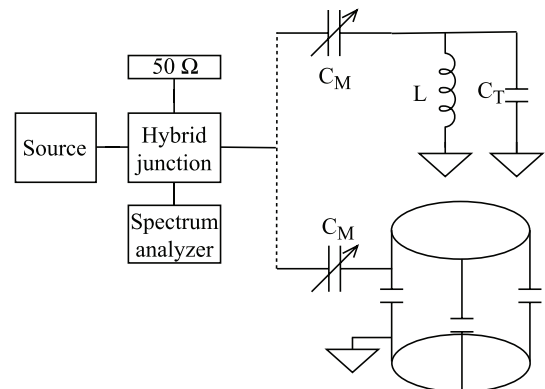 50 Ω
Source
Hybrid
junction
Spectrum
analyzer
C_M
L
C_T
C_M